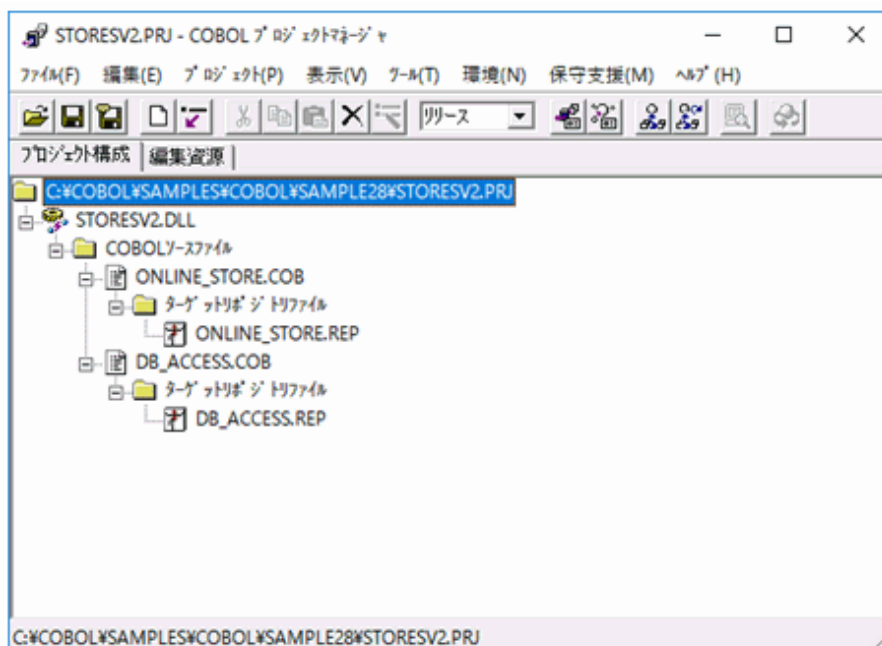 STORESV2.PRJ - COBOL プロジェクトマネージャ
ファイル(F) 編集(E) プロジェクト(P) 表示(V) ツール(T) 環境(N) 保守支援(M) ヘルプ(H)
リリース
プロジェクト構成 編集資源
C:¥COBOL¥SAMPLES¥COBOL¥SAMPLE28¥STORESV2.PRJ
STORESV2.DLL
COBOLソースファイル
ONLINE_STORE.COB
ターゲットリポジトリファイル
ONLINE_STORE.REP
DB_ACCESS.COB
ターゲットリポジトリファイル
DB_ACCESS.REP
C:¥COBOL¥SAMPLES¥COBOL¥SAMPLE28¥STORESV2.PRJ